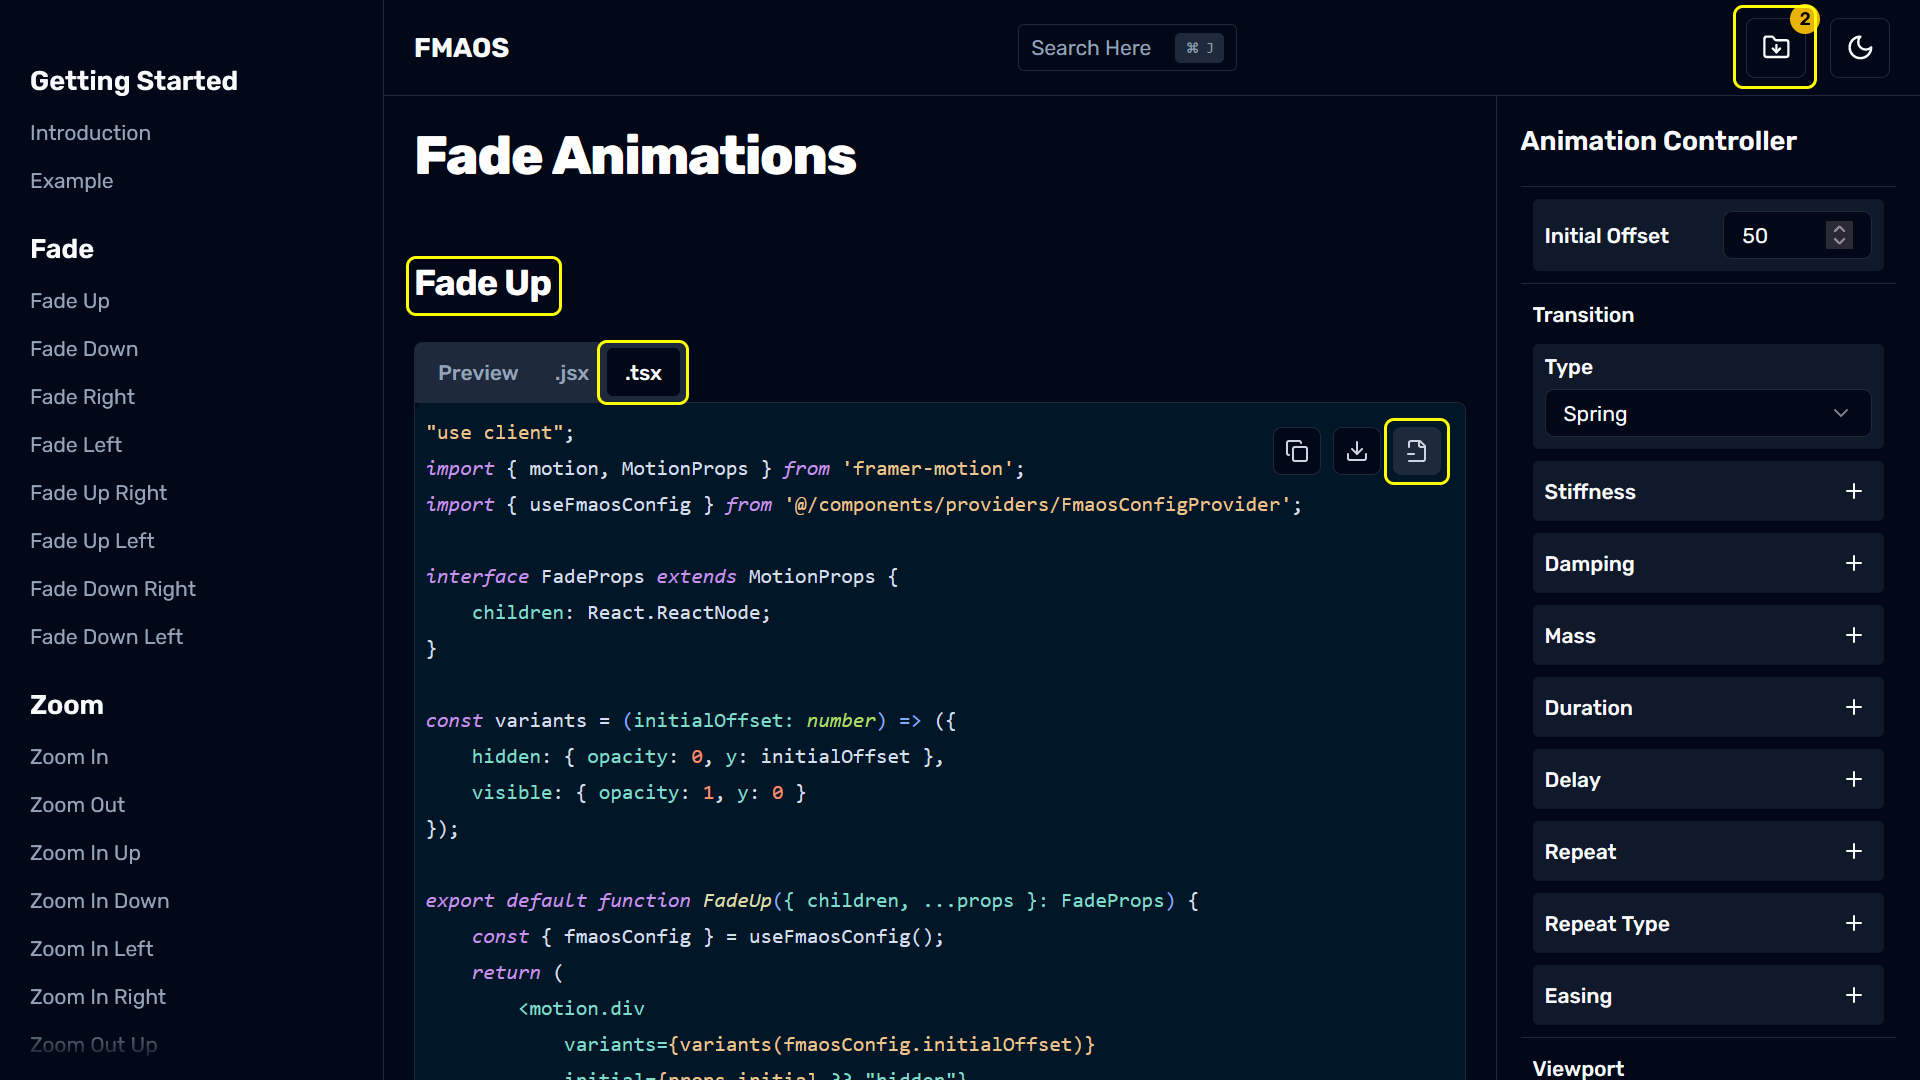 Getting Started
Introduction
Example
Fade
Fade Up
Fade Down
Fade Right
Fade Left
Fade Up Right
Fade Up Left
Fade Down Right
Fade Down Left
Zoom
Zoom In
Zoom Out
Zoom In Up
Zoom In Down
Zoom In Left
Zoom In Right
Zoom Out Up
FMAOS
Search Here ⌘ J
2
Fade Animations
Fade Up
Preview .jsx .tsx
"use client";
import { motion, MotionProps } from 'framer-motion';
import { useFmaosConfig } from '@/components/providers/FmaosConfigProvider';
interface FadeProps extends MotionProps {
    children: React.ReactNode;
}
const variants = (initialOffset: number) => ({
    hidden: { opacity: 0, y: initialOffset },
    visible: { opacity: 1, y: 0 }
});
export default function FadeUp({ children, ...props }: FadeProps) {
    const { fmaosConfig } = useFmaosConfig();
    return (
        <motion.div
            variants={variants(fmaosConfig.initialOffset)}
            initial={props.initial ?? "hidden"}
Animation Controller
Initial Offset 50
Transition
Type
Spring
Stiffness
Damping
Mass
Duration
Delay
Repeat
Repeat Type
Easing
Viewport